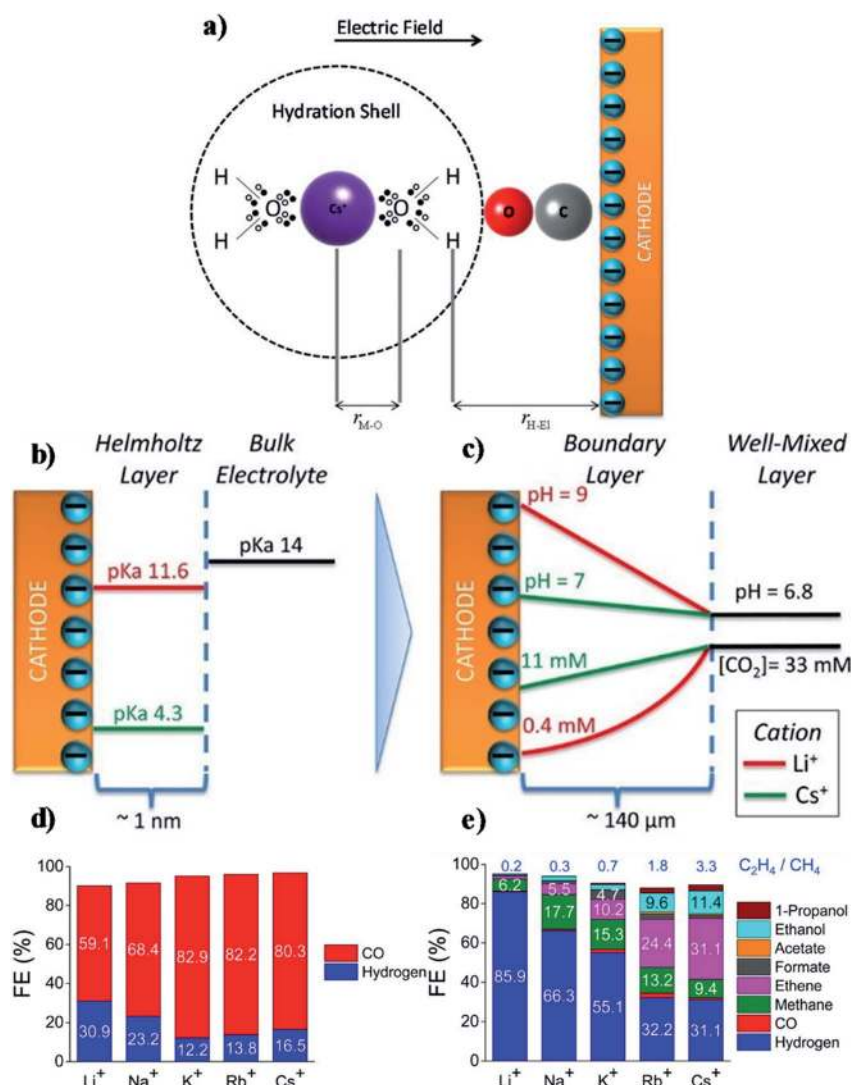 a)
Electric Field
Hydration Shell
H H
O Cs⁺ O O C
H H
CATHODE
r_M-O r_H-El
b) Helmholtz Bulk
Layer Electrolyte
pKa 14
pKa 11.6
CATHODE
pKa 4.3
~ 1 nm
c) Boundary Well-Mixed
Layer Layer
pH = 9
pH = 7 pH = 6.8
CATHODE
11 mM [CO₂]= 33 mM
0.4 mM
Cation
Li⁺
Cs⁺
~ 140 µm
d)
FE (%)
100
80
60
40
20
0
59.1 68.4 82.9 82.2 80.3
30.9 23.2 12.2 13.8 16.5
Li⁺ Na⁺ K⁺ Rb⁺ Cs⁺
CO
Hydrogen
e)
FE (%)
100
80
60
40
20
0
0.2 0.3 0.7 1.8 3.3 C₂H₄ / CH₄
6.2 5.5 4.7 9.6 11.4
17.7 10.2 24.4 31.1
15.3 13.2 9.4
85.9 66.3 55.1 32.2 31.1
Li⁺ Na⁺ K⁺ Rb⁺ Cs⁺
1-Propanol
Ethanol
Acetate
Formate
Ethene
Methane
CO
Hydrogen